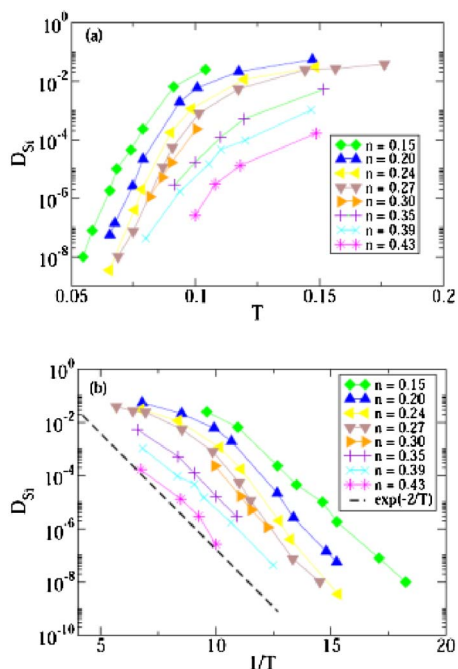 (a)
10^0
10^-2
10^-4
10^-6
10^-8
D_Si
0.05 0.1 0.15 0.2
T
n = 0.15
n = 0.20
n = 0.24
n = 0.27
n = 0.30
n = 0.35
n = 0.39
n = 0.43
(b)
10^0
10^-2
10^-4
10^-6
10^-8
10^-10
D_Si
5 10 15 20
1/T
n = 0.15
n = 0.20
n = 0.24
n = 0.27
n = 0.30
n = 0.35
n = 0.39
n = 0.43
exp(-2/T)